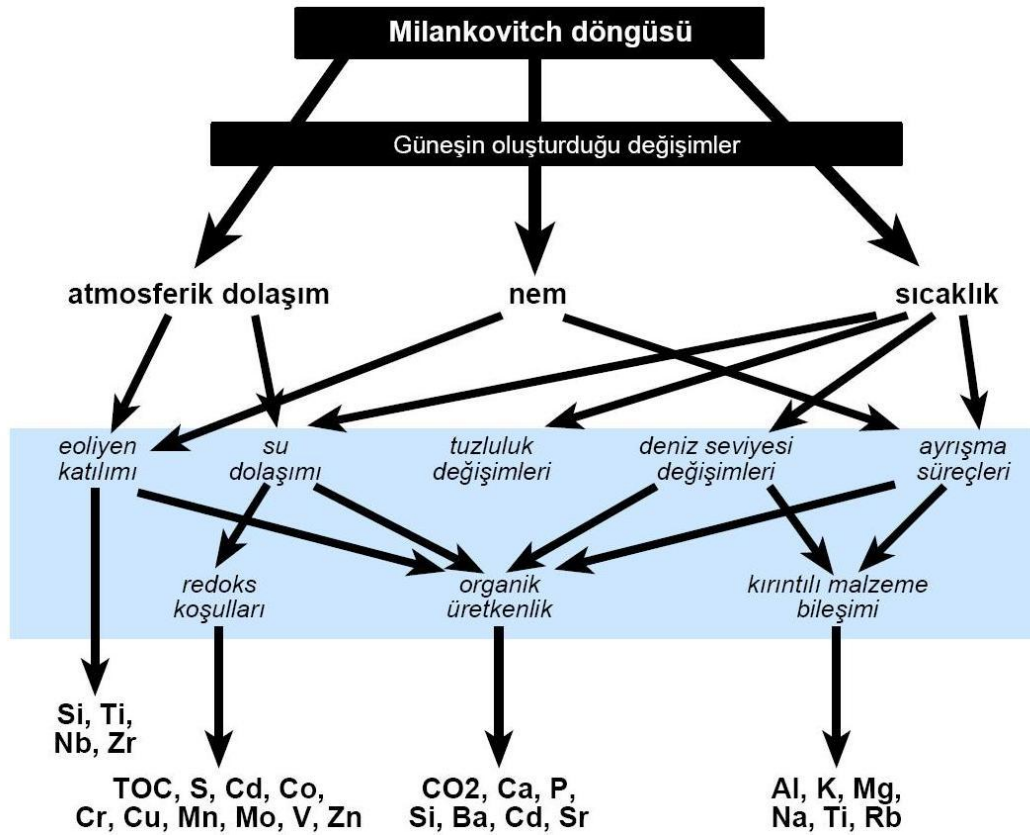 Milankovitch döngüsü
Güneşin oluşturduğu değişimler
atmosferik dolaşım
nem
sıcaklık
eoliyen
katılımı
su
dolaşımı
tuzluluk
değişimleri
deniz seviyesi
değişimleri
ayrışma
süreçleri
redoks
koşulları
organik
üretkenlik
kırıntılı malzeme
bileşimi
Si, Ti,
Nb, Zr
TOC, S, Cd, Co,
Cr, Cu, Mn, Mo, V, Zn
CO2, Ca, P,
Si, Ba, Cd, Sr
Al, K, Mg,
Na, Ti, Rb